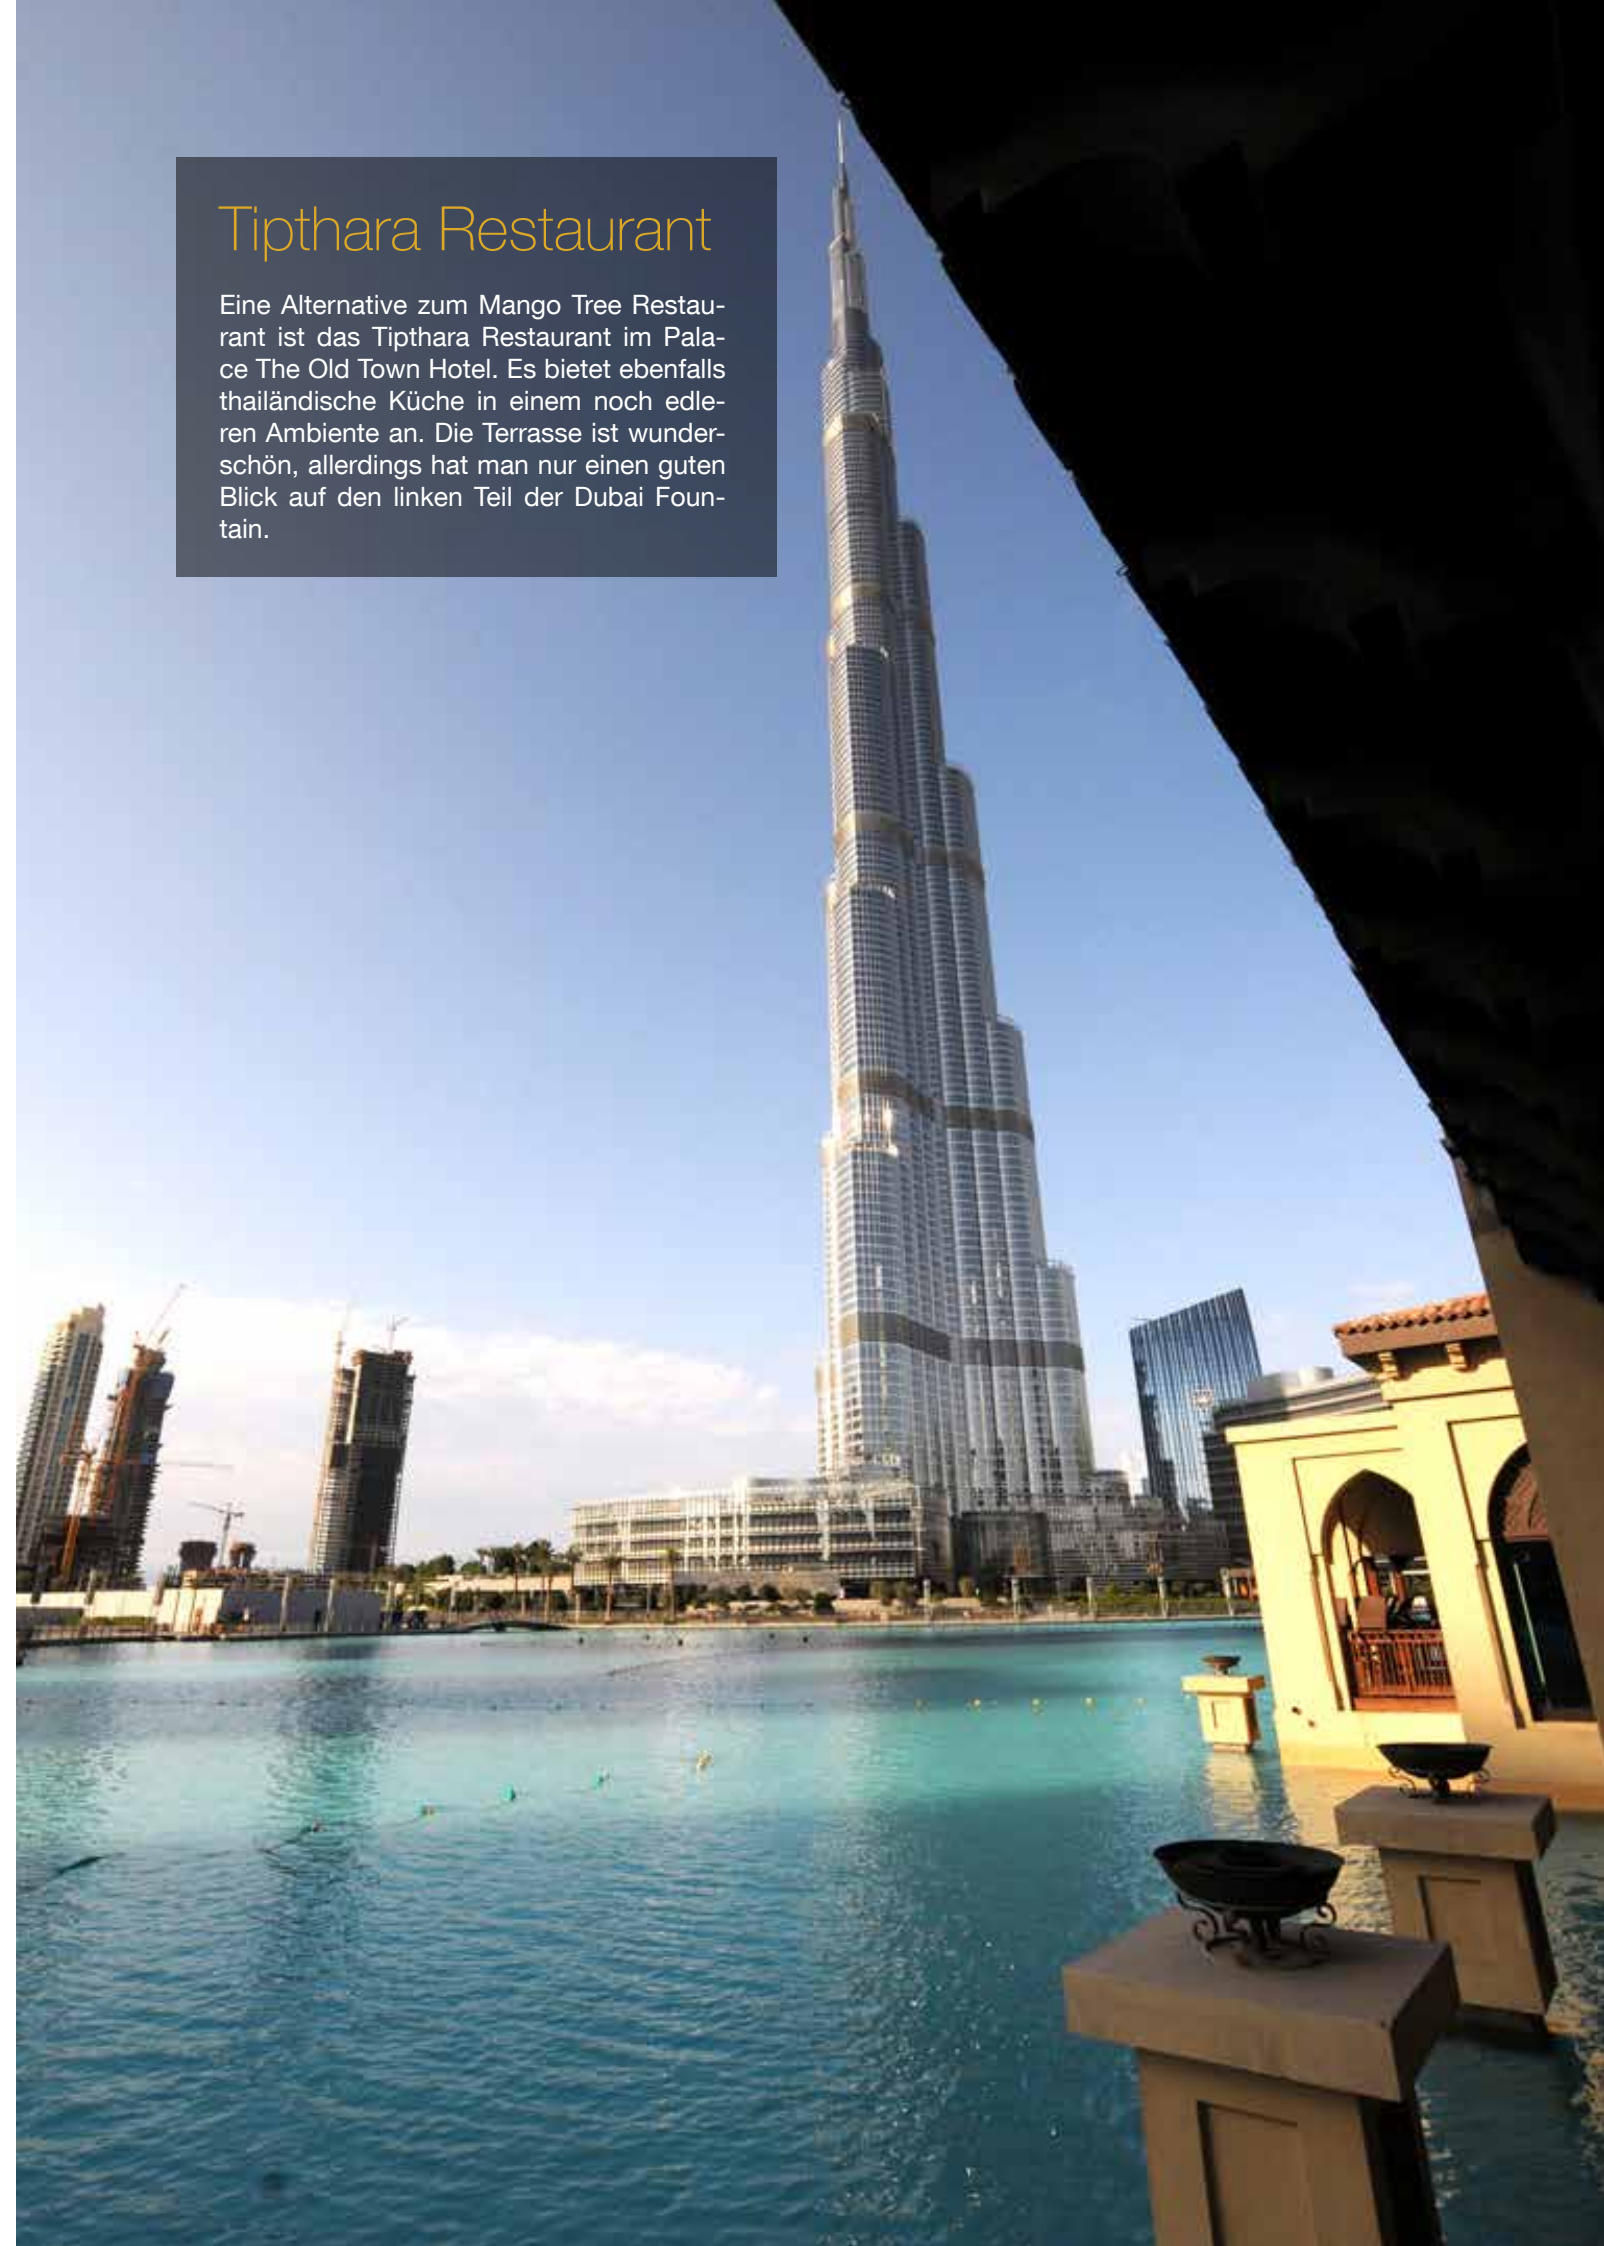 Tipthara Restaurant
Eine Alternative zum Mango Tree Restau-
rant ist das Tipthara Restaurant im Pala-
ce The Old Town Hotel. Es bietet ebenfalls
thailändische Küche in einem noch edle-
ren Ambiente an. Die Terrasse ist wunder-
schön, allerdings hat man nur einen guten
Blick auf den linken Teil der Dubai Foun-
tain.